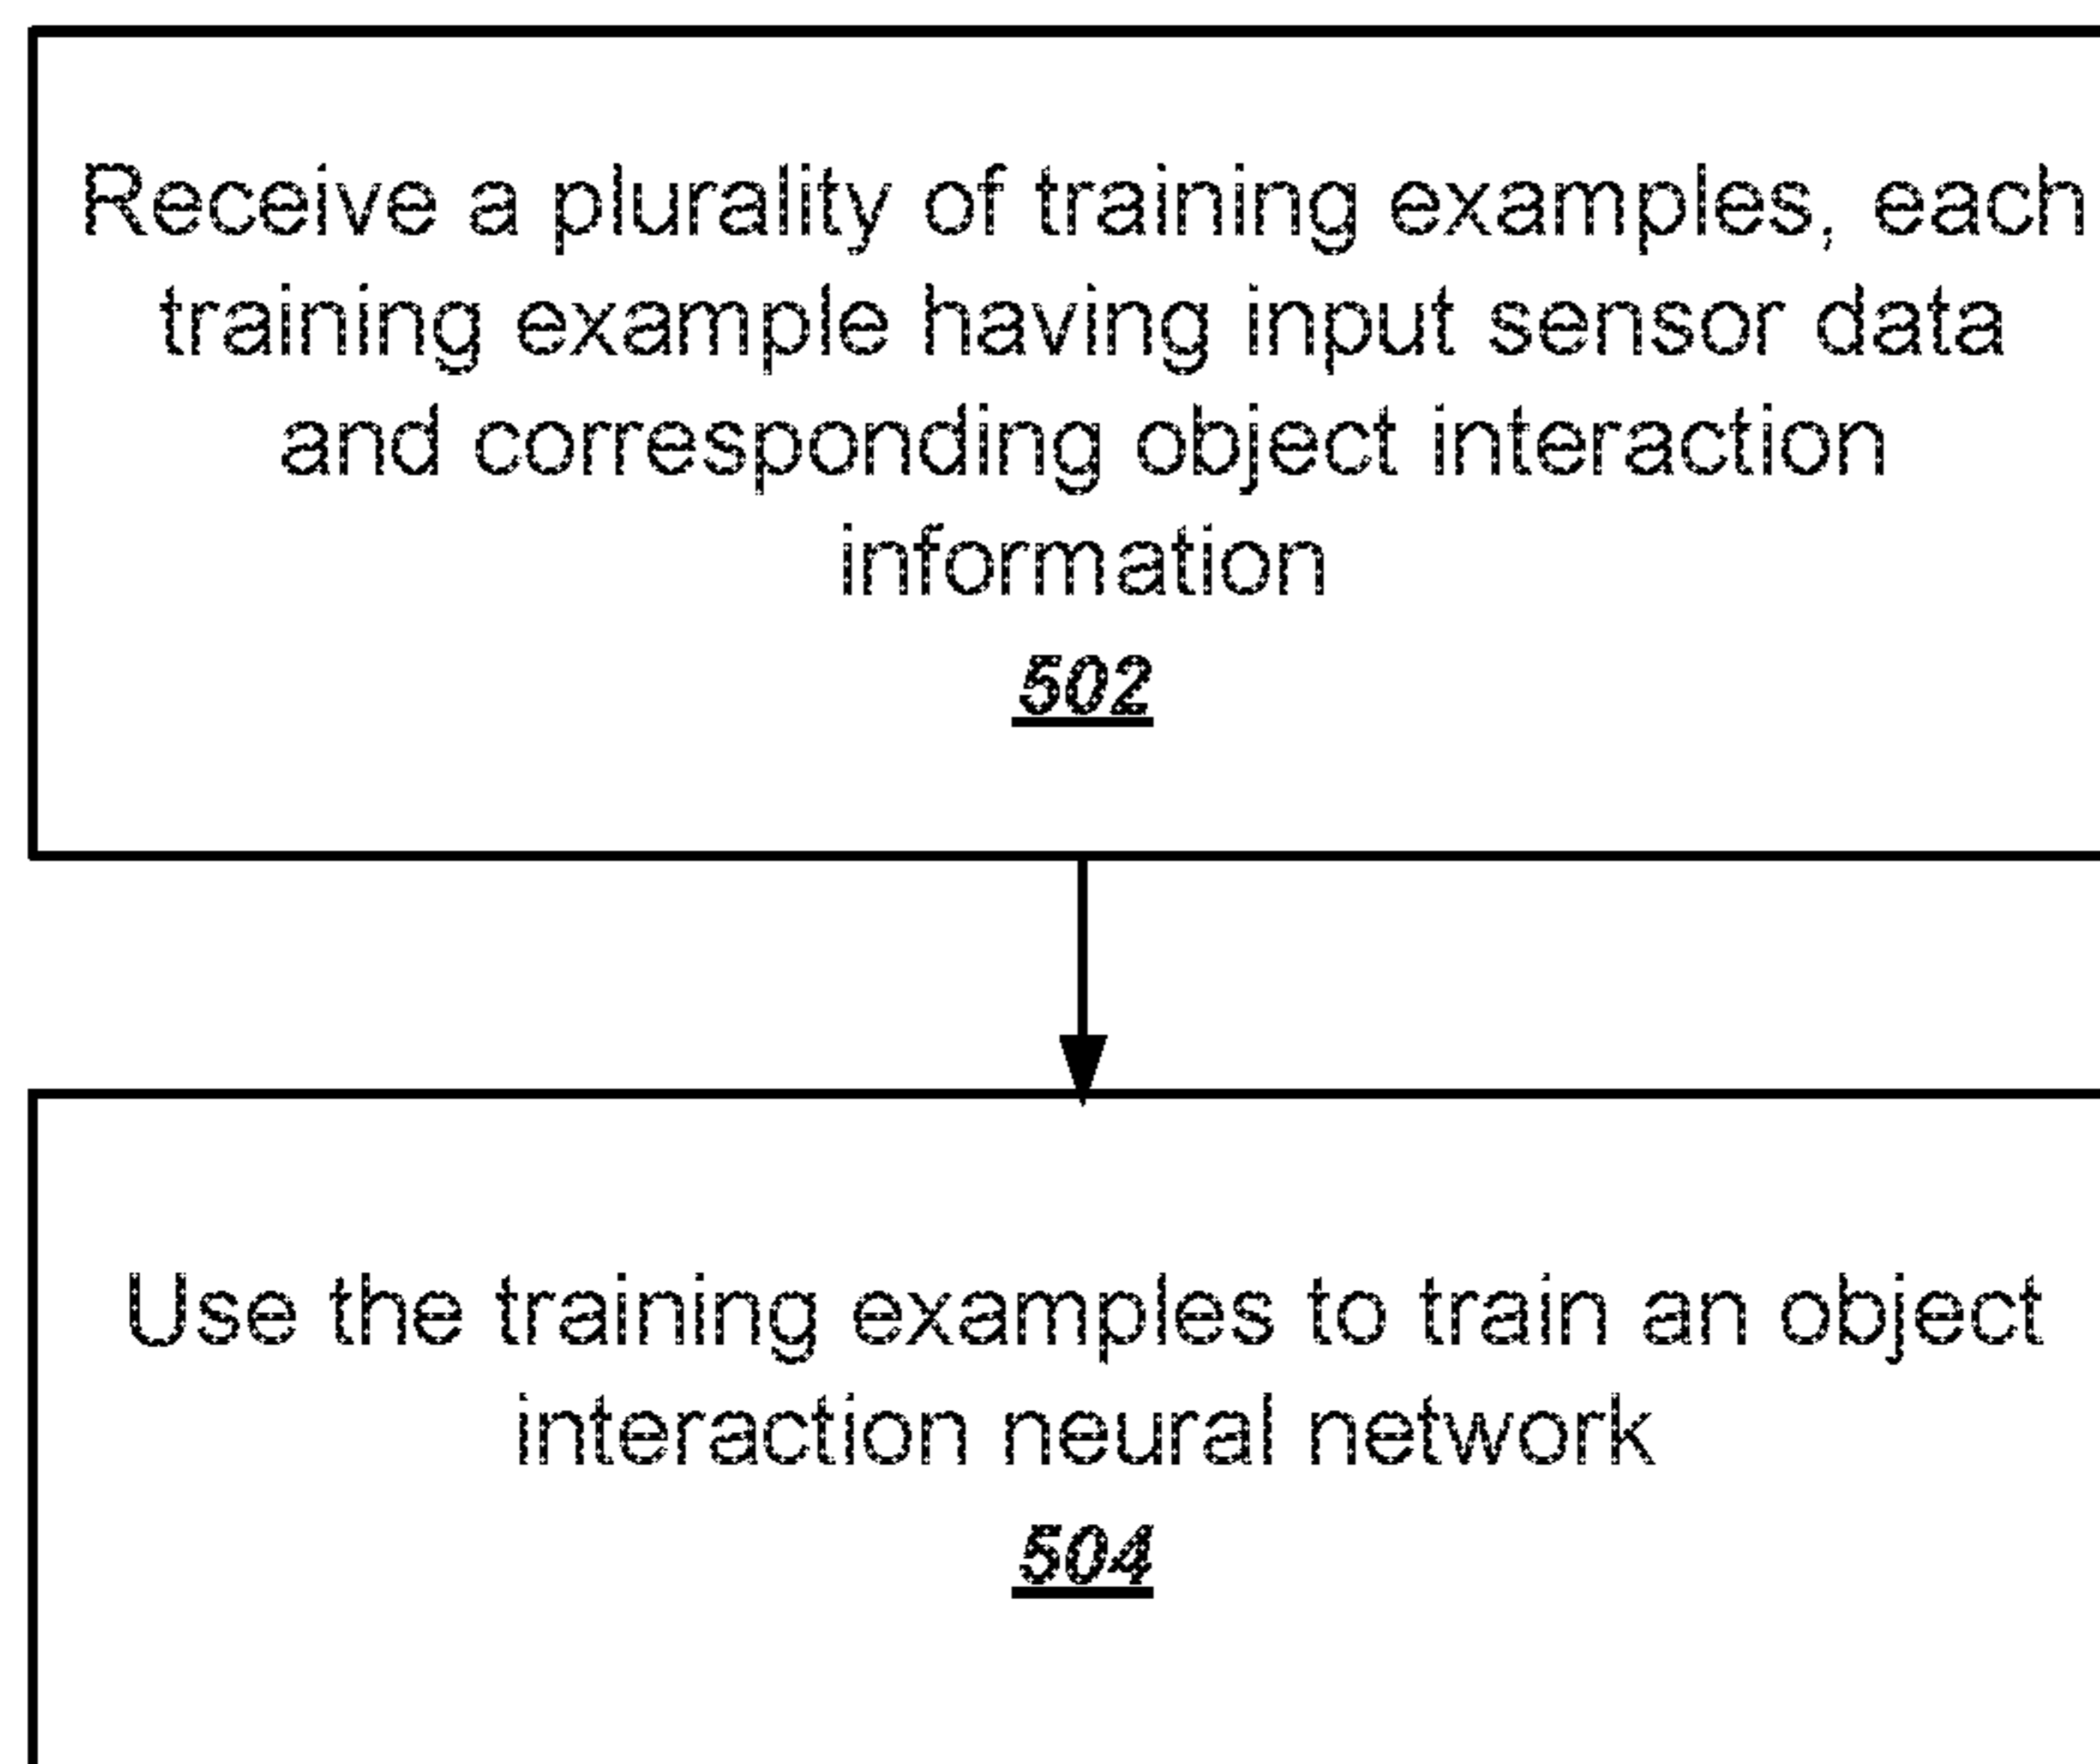 Receive a plurality of training examples, each
training example having input sensor data
and corresponding object interaction
information
502
Use the training examples to train an object
interaction neural network
504